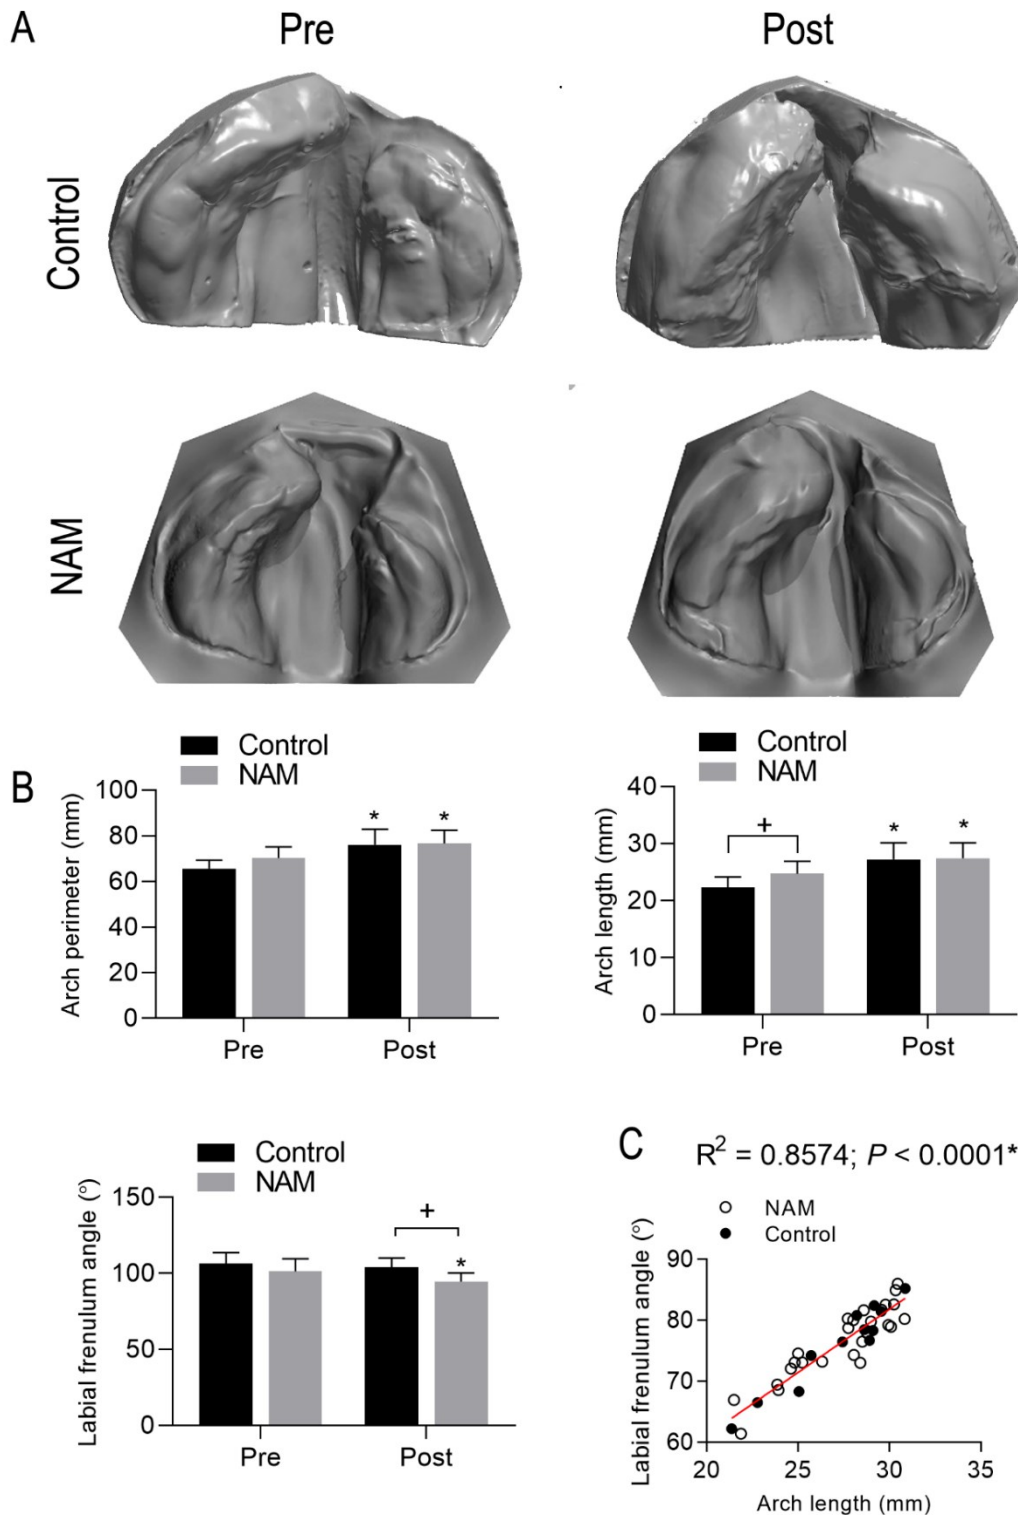 A
Pre
Post
Control
NAM
B
Control
NAM
Arch perimeter (mm)
100
80
60
40
20
0
* *
Pre
Post
Control
NAM
Arch length (mm)
40
30
20
10
0
+
* *
Pre
Post
Control
NAM
Labial frenulum angle (°)
150
100
50
0
+
*
Pre
Post
C
R² = 0.8574; P < 0.0001*
NAM
Control
Labial frenulum angle (°)
90
80
70
60
20 25 30 35
Arch length (mm)